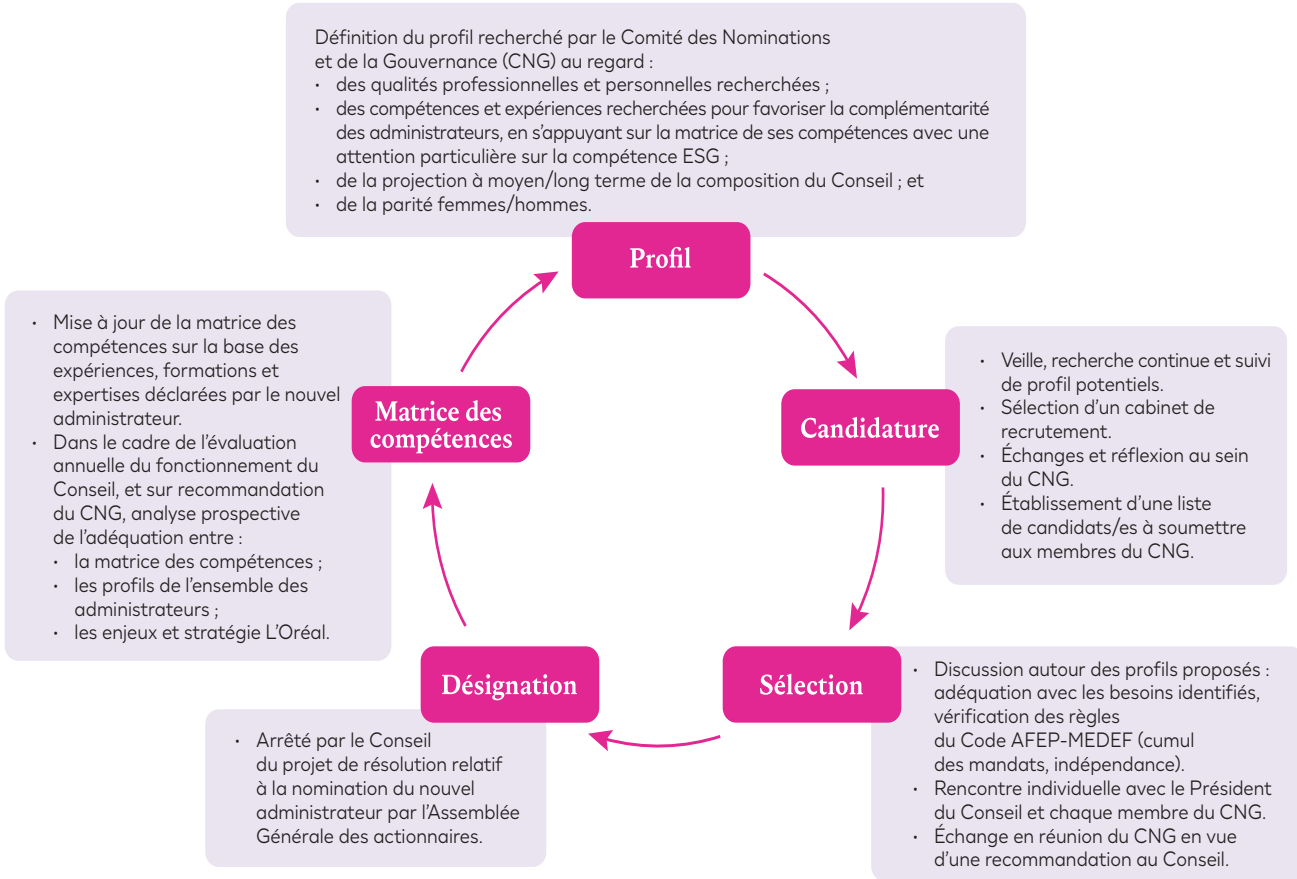 Définition du profil recherché par le Comité des Nominations
et de la Gouvernance (CNG) au regard :
· des qualités professionnelles et personnelles recherchées ;
· des compétences et expériences recherchées pour favoriser la complémentarité
des administrateurs, en s'appuyant sur la matrice de ses compétences avec une
attention particulière sur la compétence ESG ;
· de la projection à moyen/long terme de la composition du Conseil ; et
· de la parité femmes/hommes.
Profil
Candidature
· Veille, recherche continue et suivi
de profil potentiels.
· Sélection d'un cabinet de
recrutement.
· Échanges et réflexion au sein
du CNG.
· Établissement d'une liste
de candidats/es à soumettre
aux membres du CNG.
Sélection
· Discussion autour des profils proposés :
adéquation avec les besoins identifiés,
vérification des règles
du Code AFEP-MEDEF (cumul
des mandats, indépendance).
· Rencontre individuelle avec le Président
du Conseil et chaque membre du CNG.
· Échange en réunion du CNG en vue
d'une recommandation au Conseil.
Désignation
· Arrêté par le Conseil
du projet de résolution relatif
à la nomination du nouvel
administrateur par l'Assemblée
Générale des actionnaires.
Matrice des
compétences
· Mise à jour de la matrice des
compétences sur la base des
expériences, formations et
expertises déclarées par le nouvel
administrateur.
· Dans le cadre de l'évaluation
annuelle du fonctionnement du
Conseil, et sur recommandation
du CNG, analyse prospective
de l'adéquation entre :
· la matrice des compétences ;
· les profils de l'ensemble des
administrateurs ;
· les enjeux et stratégie L'Oréal.